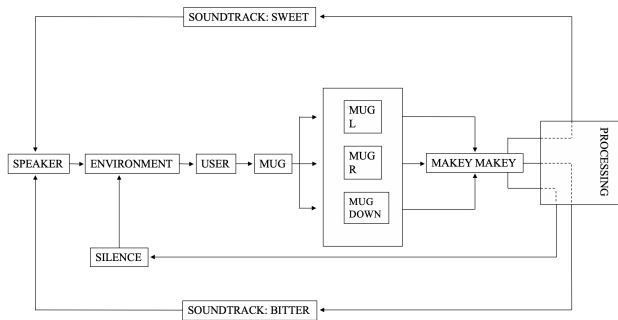 SOUNDTRACK: SWEET
MUG
L
PROCESSING
SPEAKER
ENVIRONMENT
USER
MUG
MUG
R
MAKEY MAKEY
MUG
DOWN
SILENCE
SOUNDTRACK: BITTER